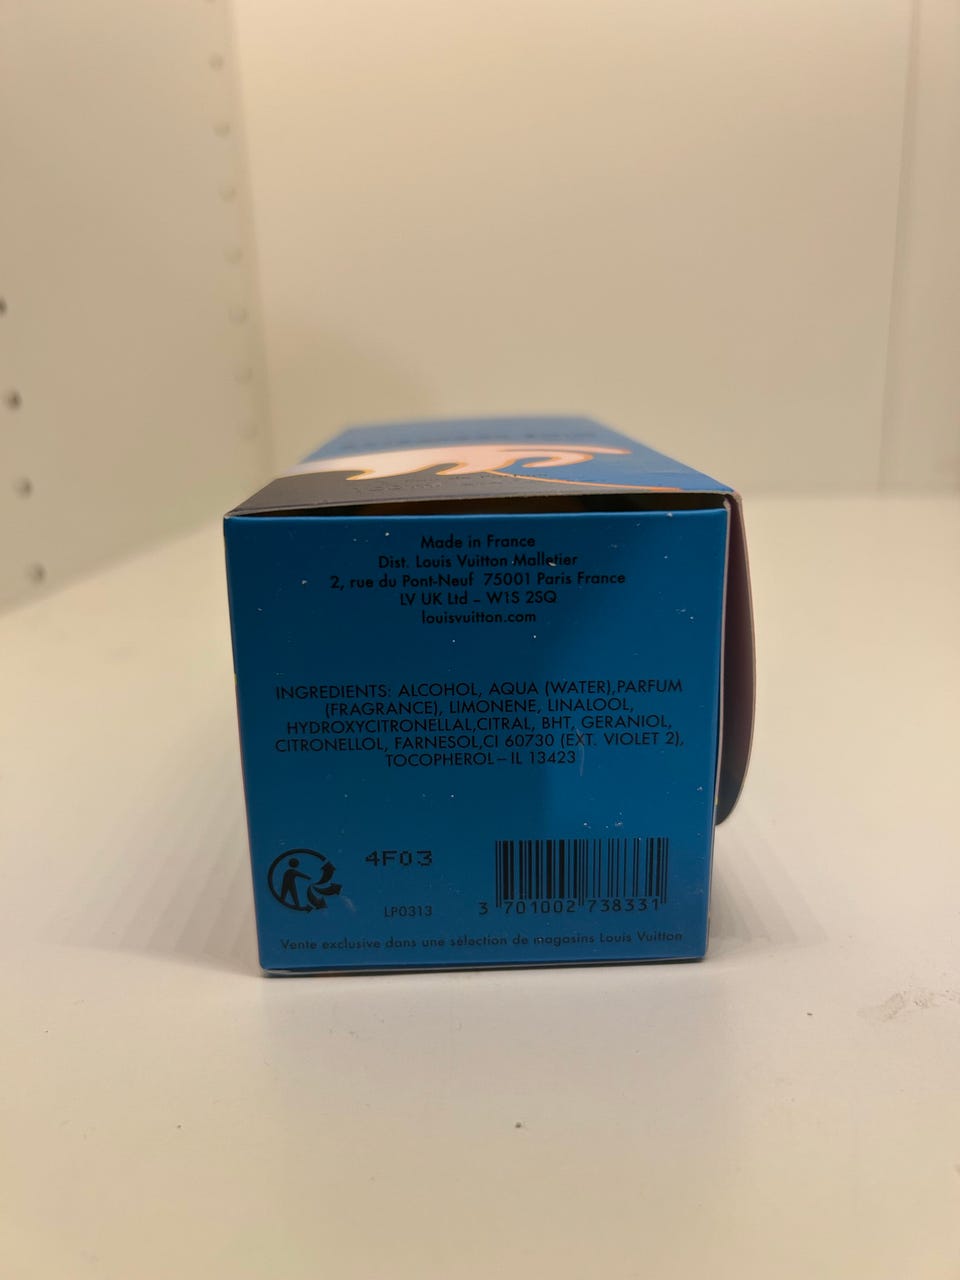 Made in France
Dist. Louis Vuitton Malletier
2, rue du Pont-Neuf 75001 Paris France
LV UK Ltd – W1S 2SQ
louisvuitton.com
INGREDIENTS: ALCOHOL, AQUA (WATER),PARFUM
(FRAGRANCE), LIMONENE, LINALOOL,
HYDROXYCITRONELLAL,CITRAL, BHT, GERANIOL,
CITRONELLOL, FARNESOL,CI 60730 (EXT. VIOLET 2),
TOCOPHEROL – IL 13423
4F03
LP0313
3 701002 738331
Vente exclusive dans une sélection de magasins Louis Vuitton